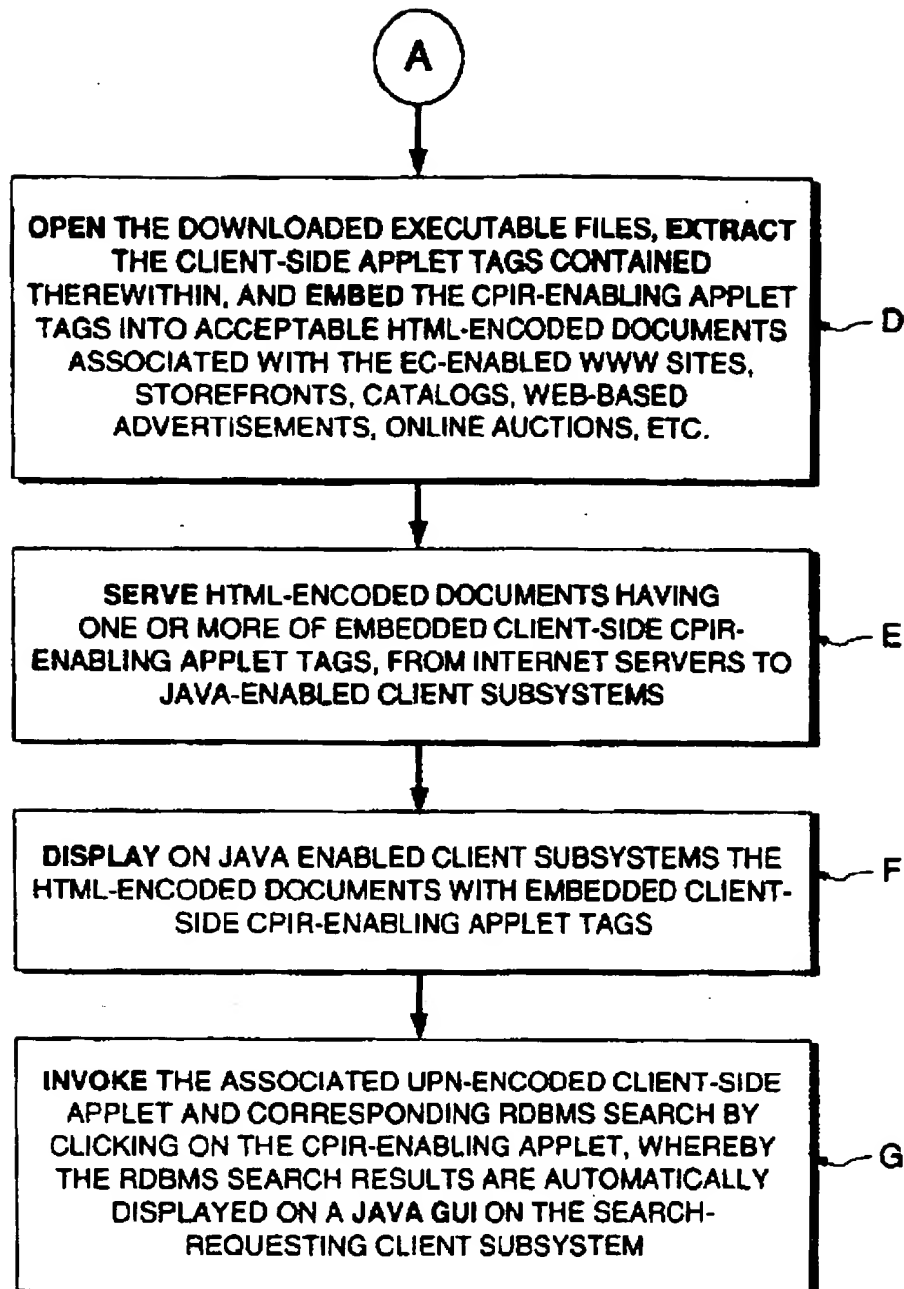 A
OPEN THE DOWNLOADED EXECUTABLE FILES, EXTRACT
THE CLIENT-SIDE APPLET TAGS CONTAINED
THEREWITHIN, AND EMBED THE CPIR-ENABLING APPLET
TAGS INTO ACCEPTABLE HTML-ENCODED DOCUMENTS
ASSOCIATED WITH THE EC-ENABLED WWW SITES,
STOREFRONTS, CATALOGS, WEB-BASED
ADVERTISEMENTS, ONLINE AUCTIONS, ETC.
D
SERVE HTML-ENCODED DOCUMENTS HAVING
ONE OR MORE OF EMBEDDED CLIENT-SIDE CPIR-
ENABLING APPLET TAGS, FROM INTERNET SERVERS TO
JAVA-ENABLED CLIENT SUBSYSTEMS
E
DISPLAY ON JAVA ENABLED CLIENT SUBSYSTEMS THE
HTML-ENCODED DOCUMENTS WITH EMBEDDED CLIENT-
SIDE CPIR-ENABLING APPLET TAGS
F
INVOKE THE ASSOCIATED UPN-ENCODED CLIENT-SIDE
APPLET AND CORRESPONDING RDBMS SEARCH BY
CLICKING ON THE CPIR-ENABLING APPLET, WHEREBY
THE RDBMS SEARCH RESULTS ARE AUTOMATICALLY
DISPLAYED ON A JAVA GUI ON THE SEARCH-
REQUESTING CLIENT SUBSYSTEM
G